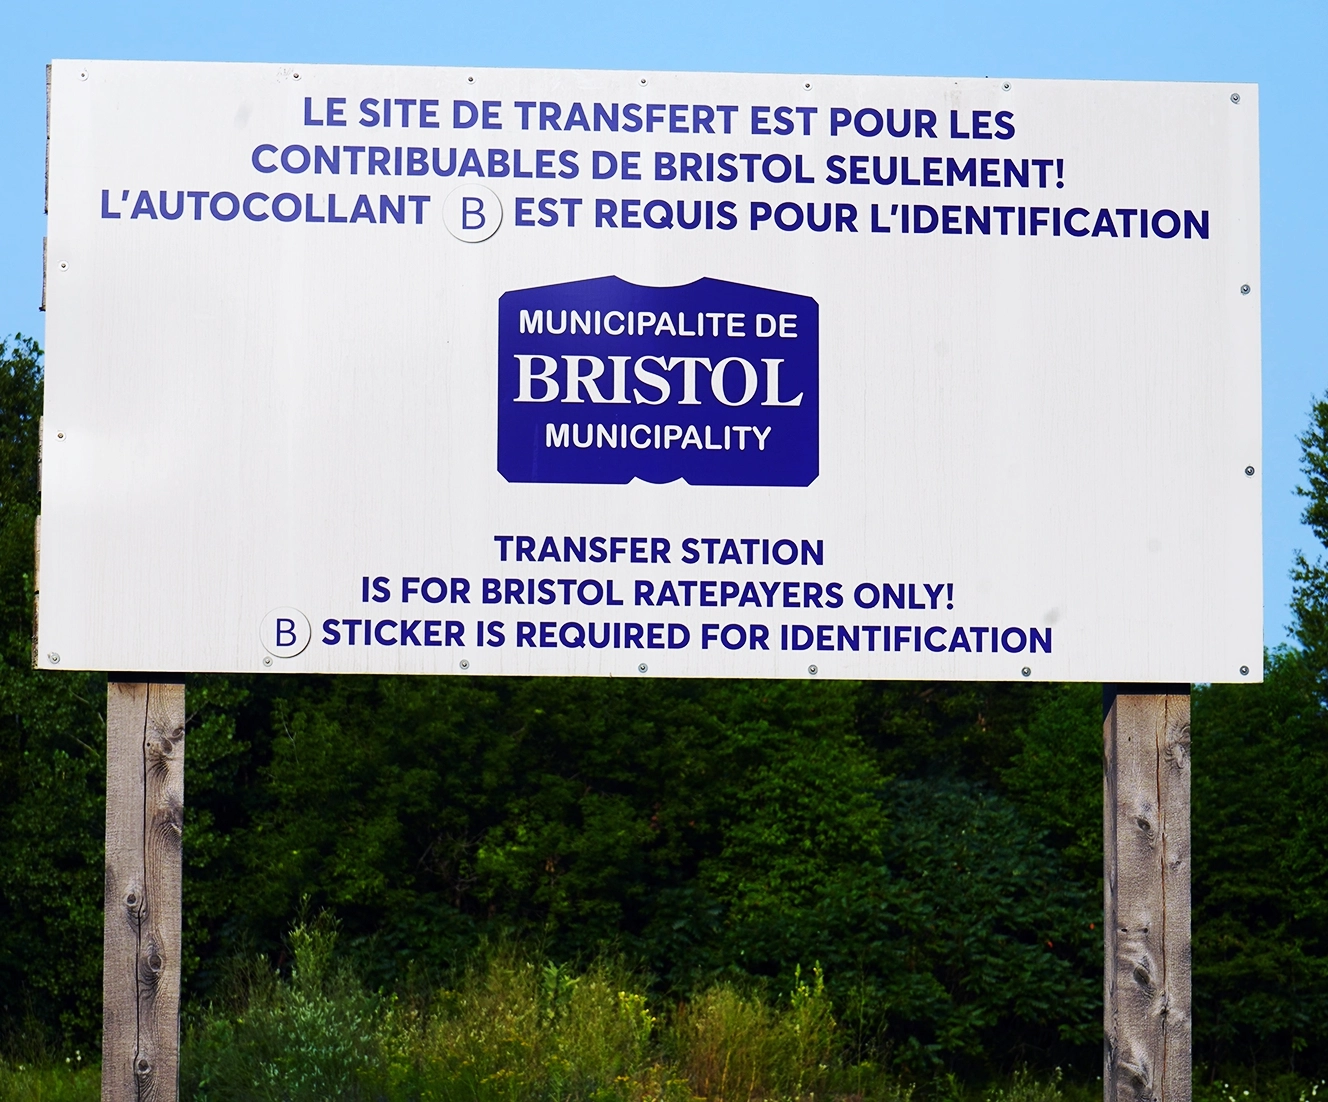 LE SITE DE TRANSFERT EST POUR LES
CONTRIBUABLES DE BRISTOL SEULEMENT!
L'AUTOCOLLANT B EST REQUIS POUR L'IDENTIFICATION
MUNICIPALITE DE
BRISTOL
MUNICIPALITY
TRANSFER STATION
IS FOR BRISTOL RATEPAYERS ONLY!
B STICKER IS REQUIRED FOR IDENTIFICATION